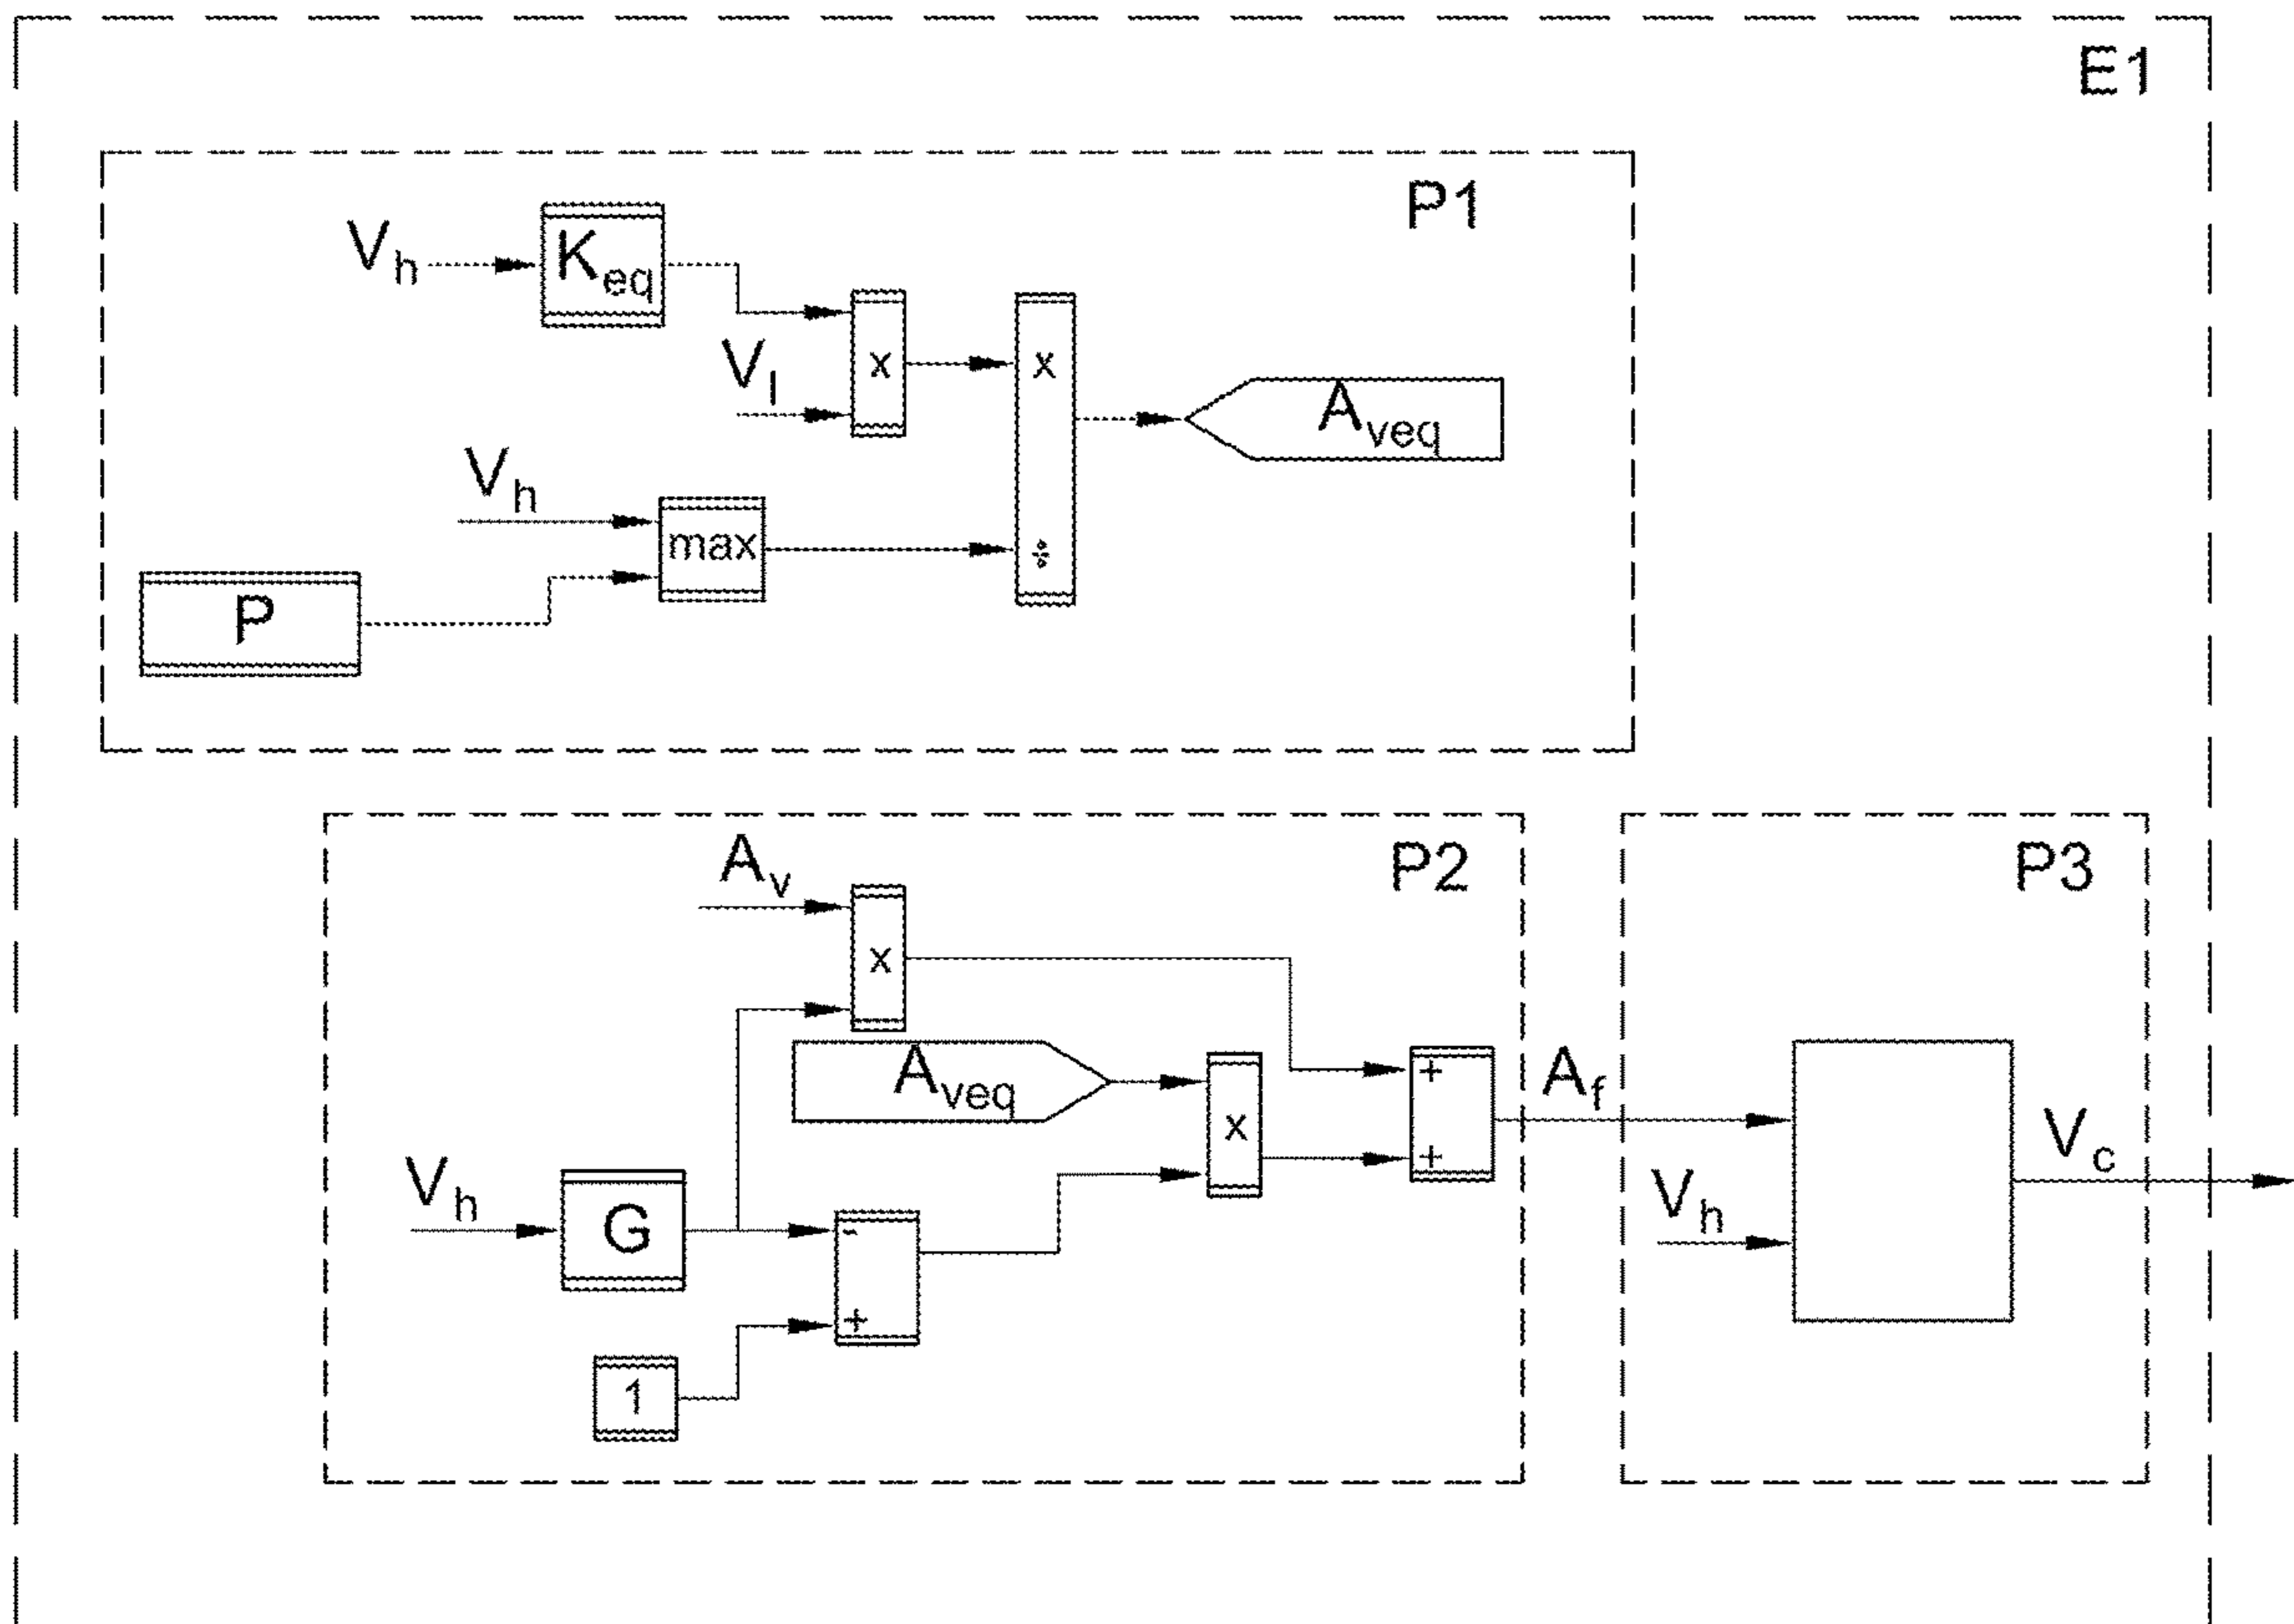 E1
P1
Vh
Keq
x
x
Vl
Aveq
Vh
max
÷
P
Av
P2
P3
x
Aveq
+
Af
x
Vc
+
Vh
Vh
G
-
+
1